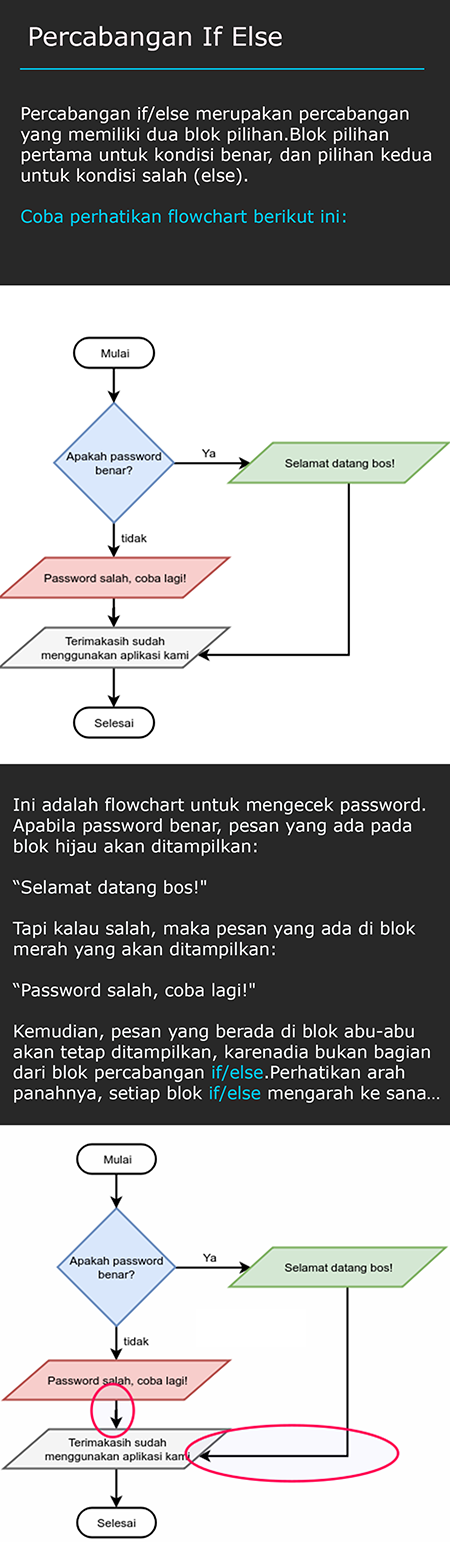 Percabangan If Else
Percabangan if/else merupakan percabangan
yang memiliki dua blok pilihan.Blok pilihan
pertama untuk kondisi benar, dan pilihan kedua
untuk kondisi salah (else).
Coba perhatikan flowchart berikut ini:
Mulai
Apakah password
benar?
Ya
Selamat datang bos!
tidak
Password salah, coba lagi!
Terimakasih sudah
menggunakan aplikasi kami
Selesai
Ini adalah flowchart untuk mengecek password.
Apabila password benar, pesan yang ada pada
blok hijau akan ditampilkan:
“Selamat datang bos!"
Tapi kalau salah, maka pesan yang ada di blok
merah yang akan ditampilkan:
“Password salah, coba lagi!"
Kemudian, pesan yang berada di blok abu-abu
akan tetap ditampilkan, karenadia bukan bagian
dari blok percabangan if/else.Perhatikan arah
panahnya, setiap blok if/else mengarah ke sana...
Mulai
Apakah password
benar?
Ya
Selamat datang bos!
tidak
Password salah, coba lagi!
Terimakasih sudah
menggunakan aplikasi kami
Selesai